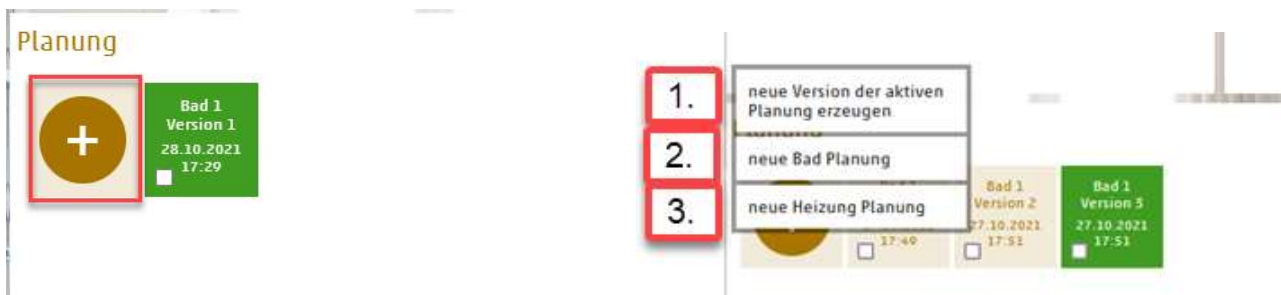 Planung
+
Bad 1
Version 1
28.10.2021
17:29
1.
neue Version der aktiven
Planung erzeugen
2.
neue Bad Planung
3.
neue Heizung Planung
17:49
Bad 1
Version 2
27.10.2021
17:51
Bad 1
Version 3
27.10.2021
17:51